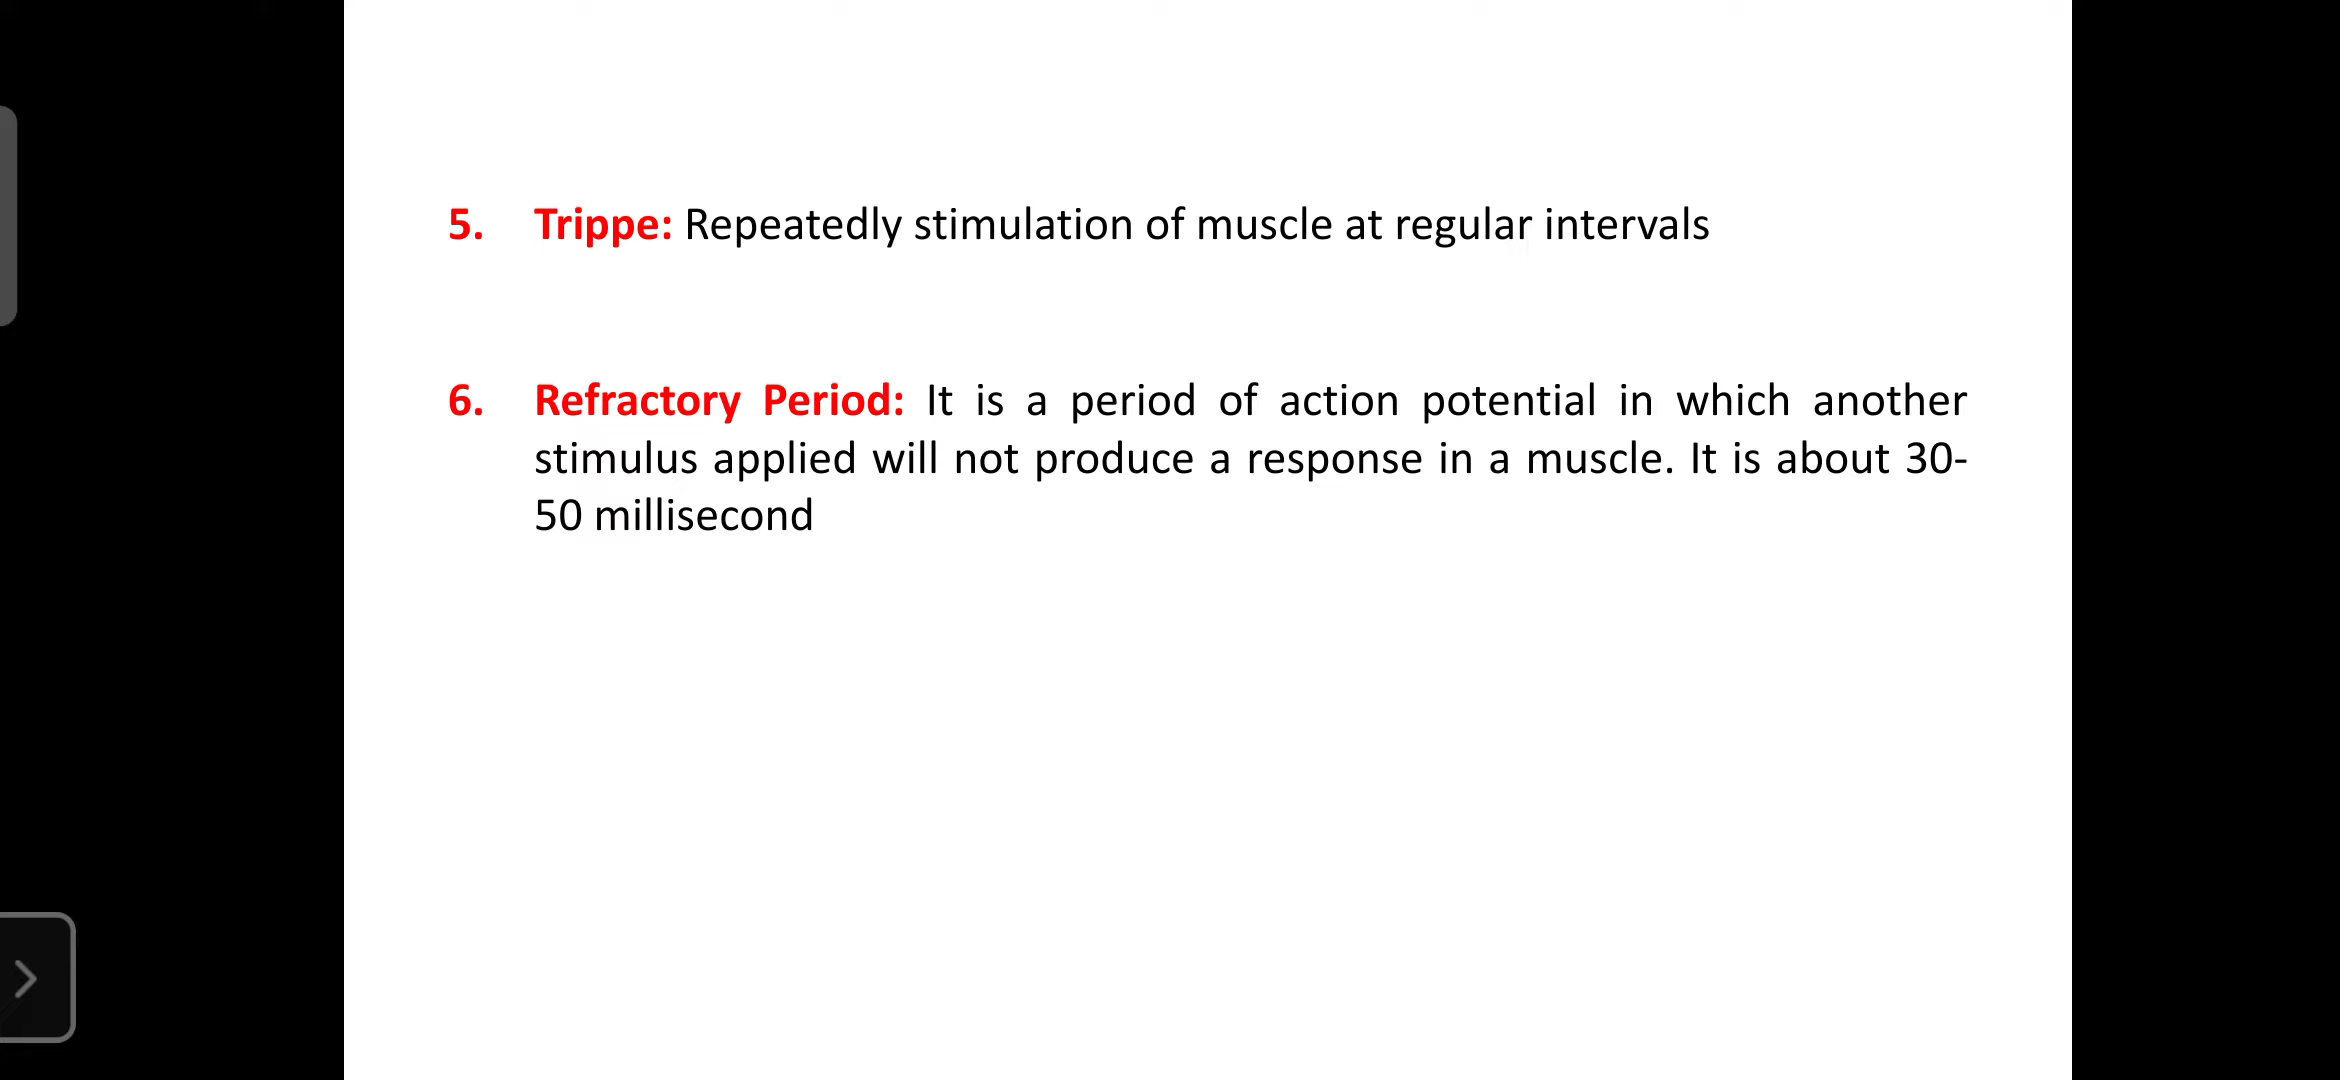 5. Trippe: Repeatedly stimulation of muscle at regular intervals
6. Refractory Period: It is a period of action potential in which another
stimulus applied will not produce a response in a muscle. It is about 30-
50 millisecond